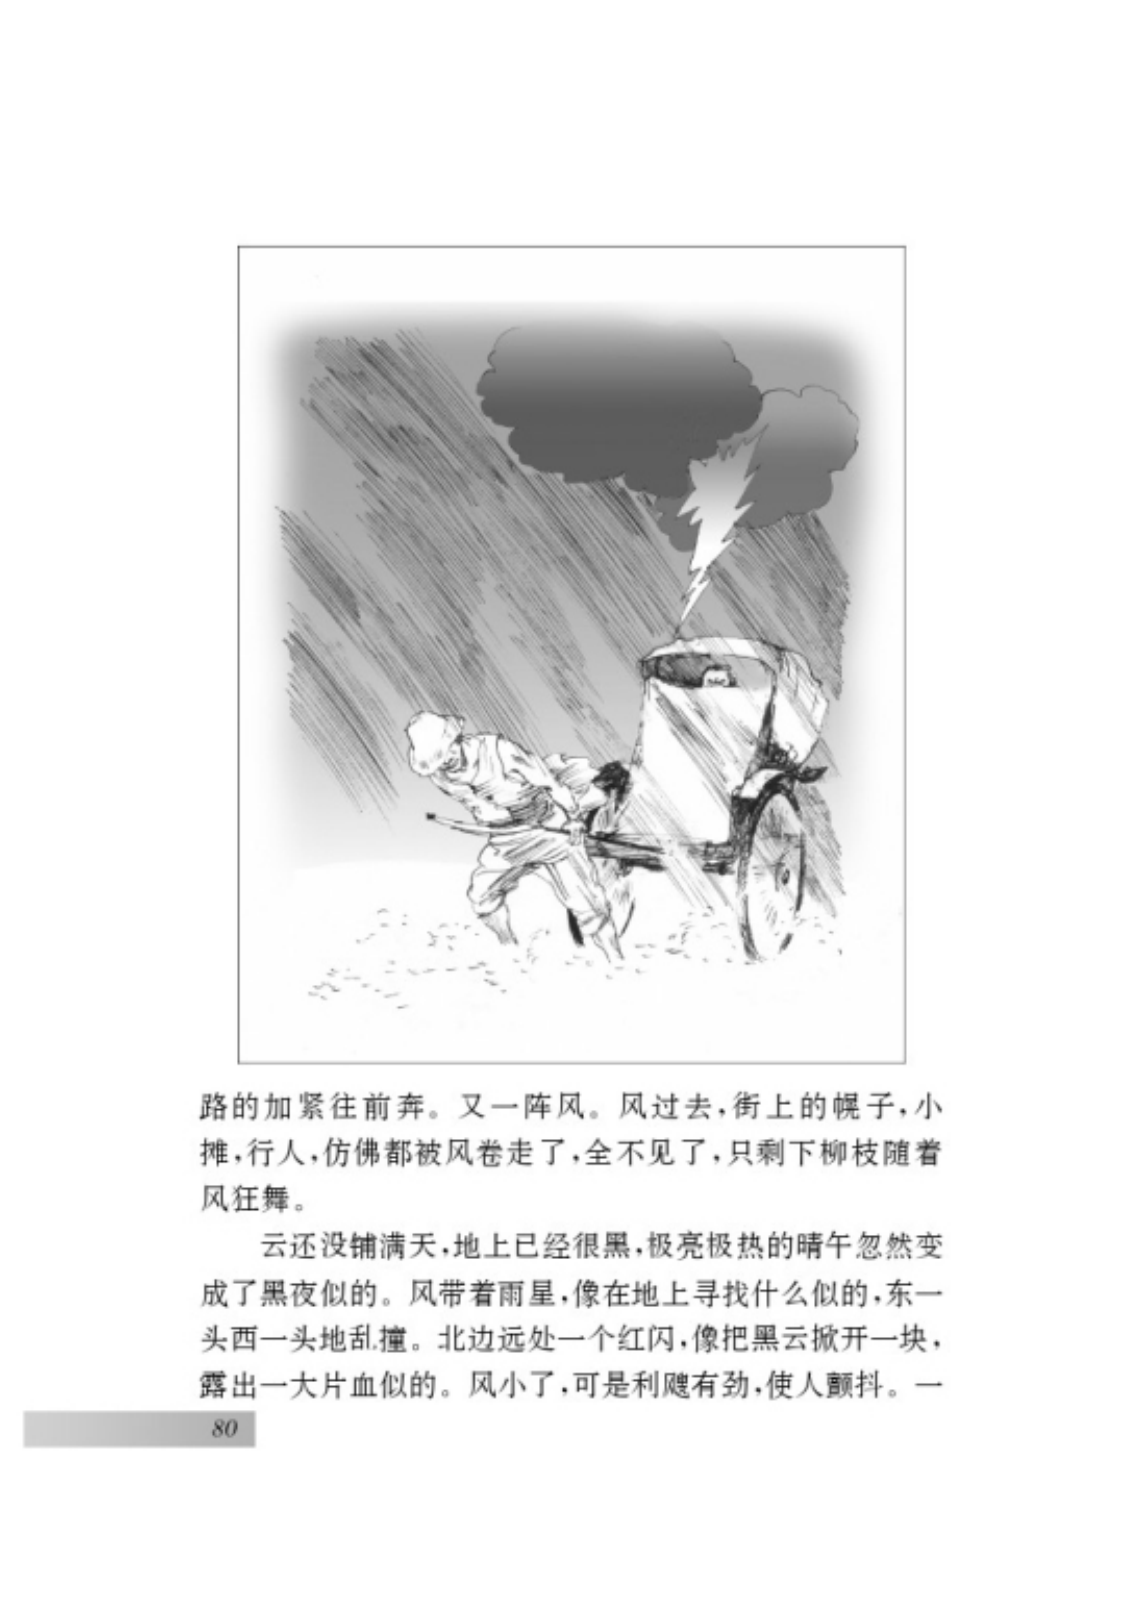 路的加紧往前奔。又一阵风。风过去,街上的幌子,小
摊,行人,仿佛都被风卷走了,全不见了,只剩下柳枝随着
风狂舞。
云还没铺满天,地上已经很黑,极亮极热的晴午忽然变
成了黑夜似的。风带着雨星,像在地上寻找什么似的,东一
头西一头地乱撞。北边远处一个红闪,像把黑云掀开一块,
露出一大片血似的。风小了,可是利飕有劲,使人颤抖。一
80